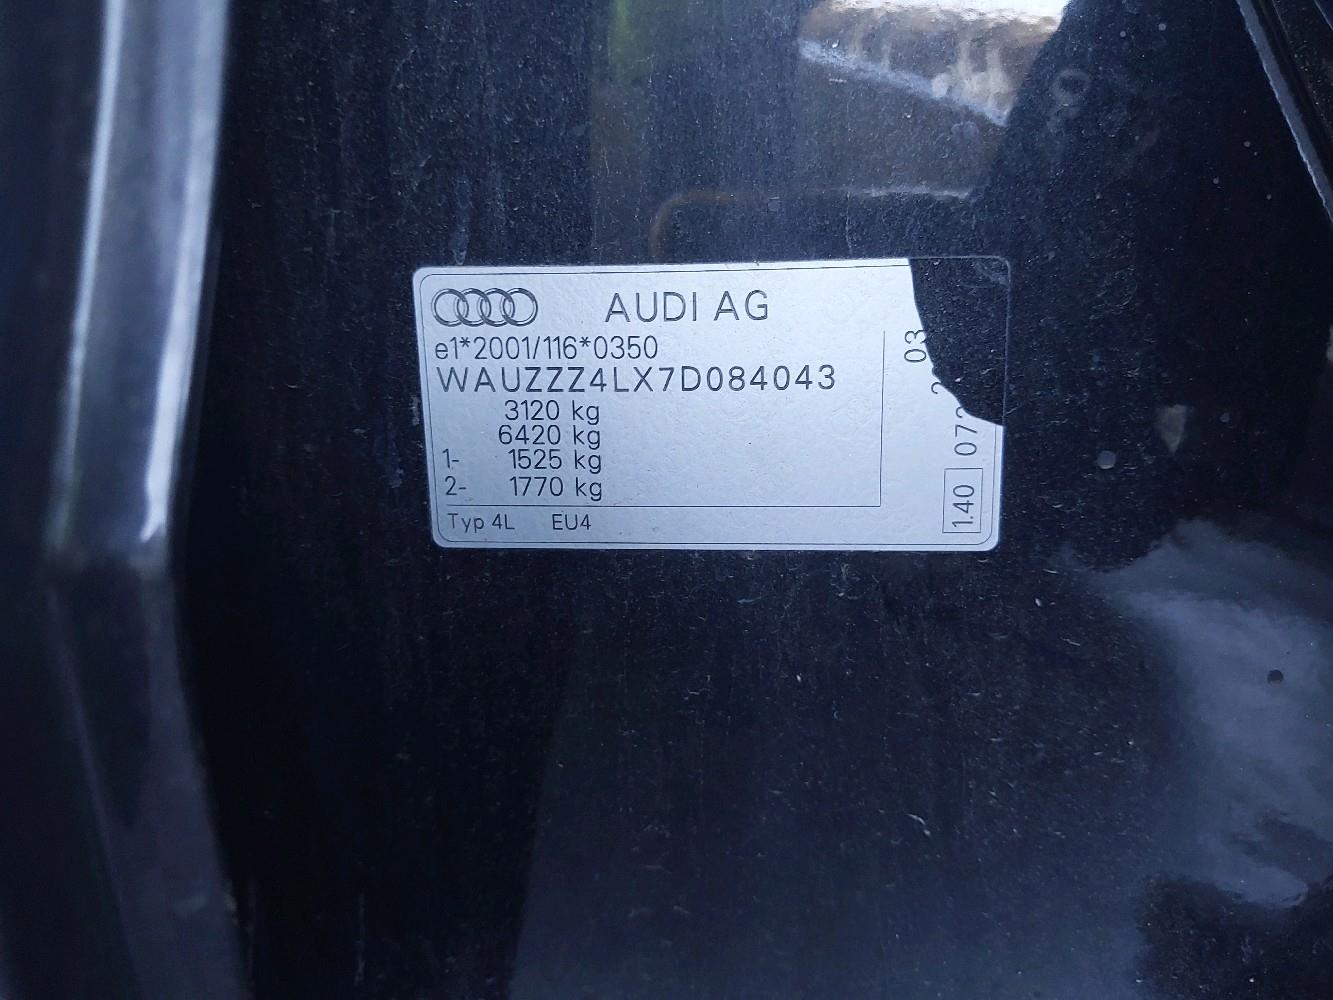 AUDI AG
e1*2001/116*0350
WAUZZZ4LX7D084043
3120 kg
6420 kg
1- 1525 kg
2- 1770 kg
Typ 4L EU4
03
072
1.40